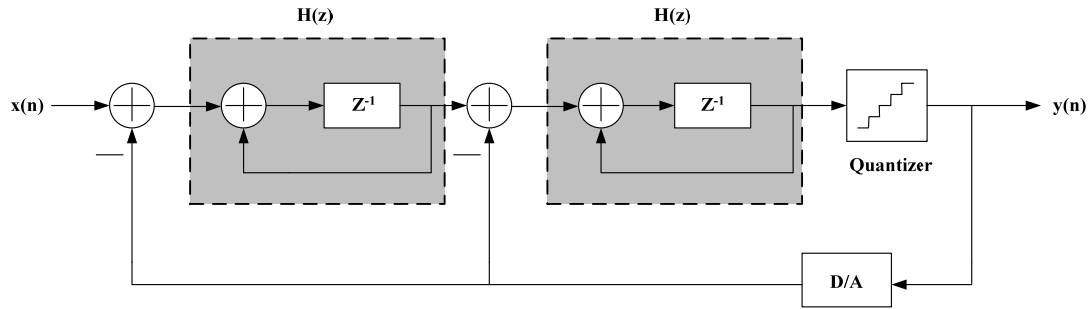 H(z) H(z)
x(n) Z⁻¹ Z⁻¹ y(n)
Quantizer
D/A